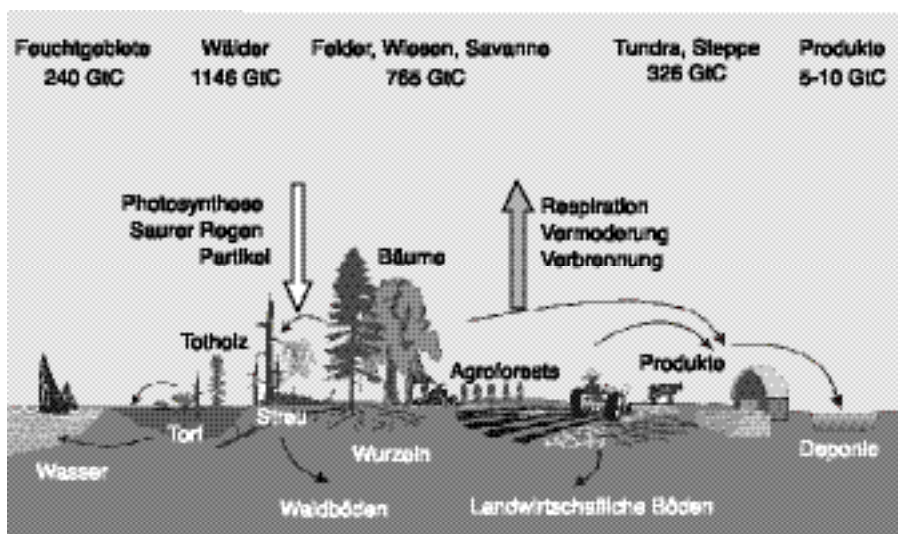 Feuchtgebiete
240 GtC
Wälder
1146 GtC
Felder, Wiesen, Savanne
765 GtC
Tundra, Steppe
326 GtC
Produkte
5-10 GtC
Photosynthese
Saurer Regen
Partikel
Respiration
Vermoderung
Verbrennung
Bäume
Totholz
Agroforests
Produkte
Torf
Streu
Wurzeln
Deponie
Wasser
Waldböden
Landwirtschaftliche Böden